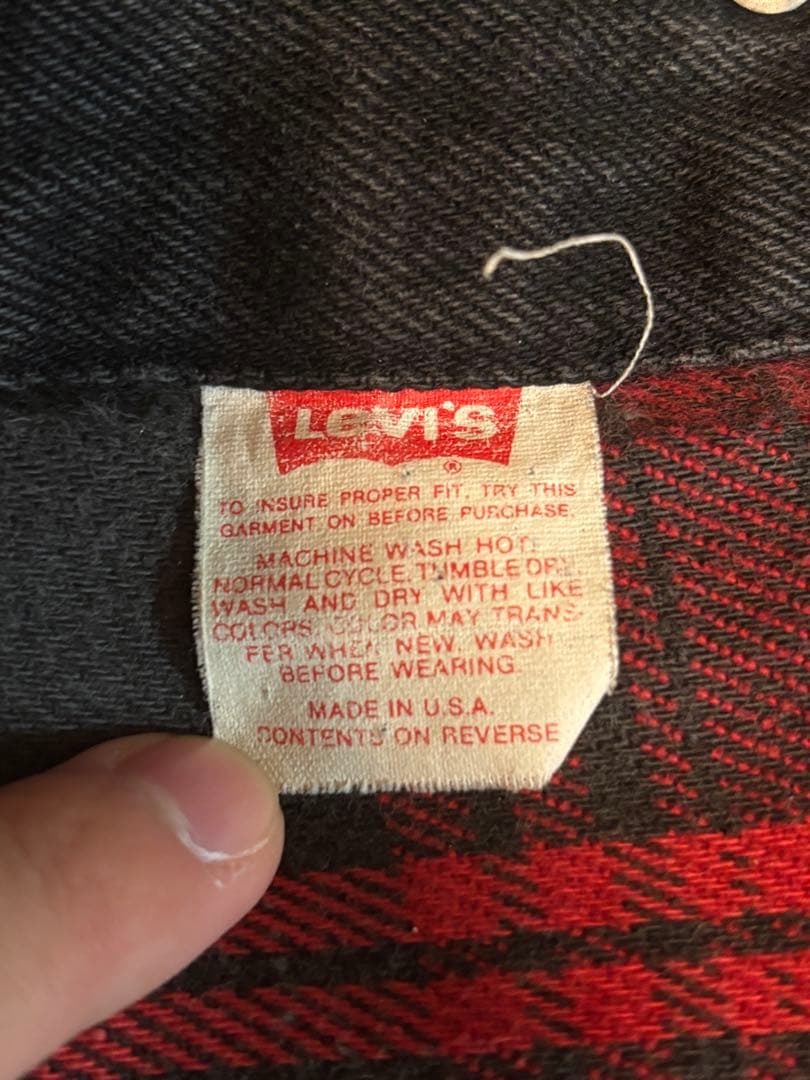 LEVI'S
®
TO INSURE PROPER FIT, TRY THIS
GARMENT ON BEFORE PURCHASE.
MACHINE WASH HOT.
NORMAL CYCLE. TUMBLE DRY.
WASH AND DRY WITH LIKE
COLORS. COLOR MAY TRANS-
FER WHEN NEW. WASH
BEFORE WEARING.
MADE IN U.S.A.
CONTENTS ON REVERSE